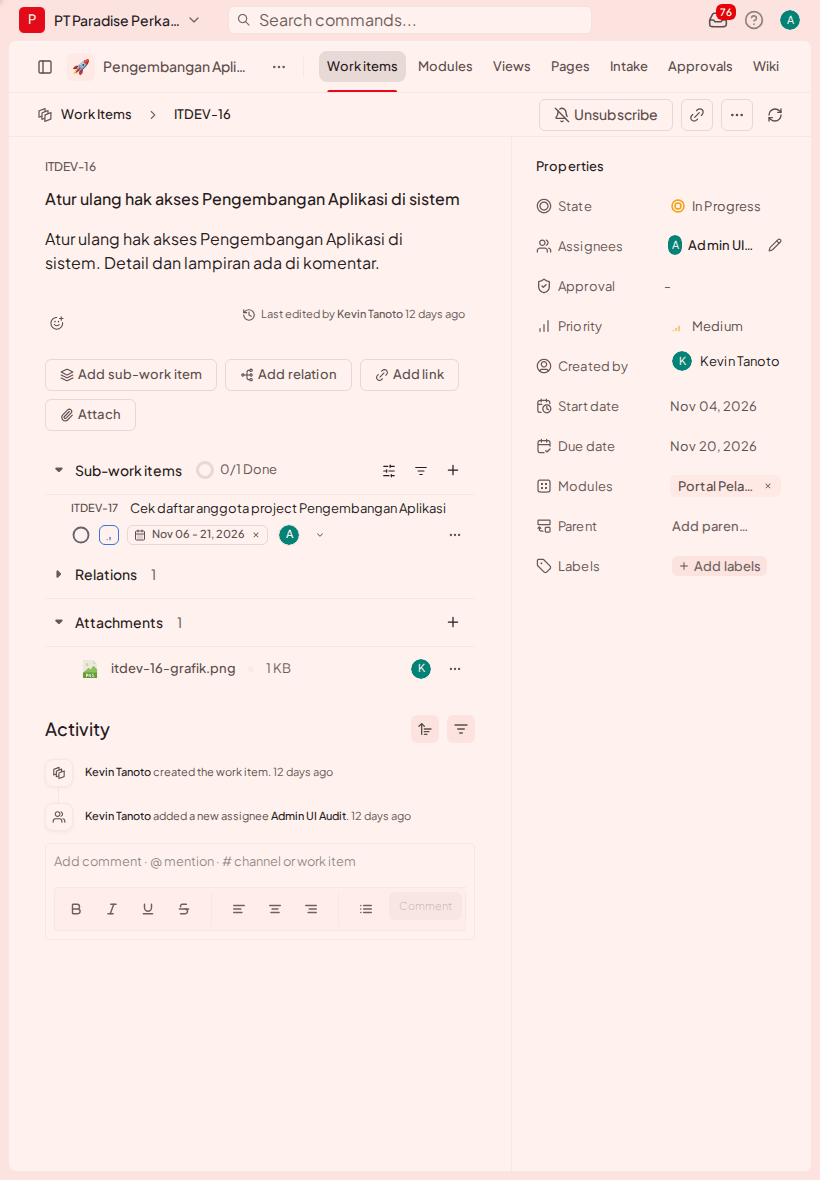 P PT Paradise Perka... Search commands... 76 A
Pengembangan Apli... Work items Modules Views Pages Intake Approvals Wiki
Work Items ITDEV-16 Unsubscribe
ITDEV-16
Atur ulang hak akses Pengembangan Aplikasi di sistem
Atur ulang hak akses Pengembangan Aplikasi di
sistem. Detail dan lampiran ada di komentar.
Last edited by Kevin Tanoto 12 days ago
Add sub-work item Add relation Add link
Attach
Sub-work items 0/1 Done
ITDEV-17 Cek daftar anggota project Pengembangan Aplikasi
Nov 06 - 21, 2026 × A
Relations 1
Attachments 1
itdev-16-grafik.png 1 KB K
Activity
Kevin Tanoto created the work item. 12 days ago
Kevin Tanoto added a new assignee Admin UI Audit. 12 days ago
Add comment · @ mention · # channel or work item
B I U S Comment
Properties
State In Progress
Assignees A Admin UI...
Approval -
Priority Medium
Created by K Kevin Tanoto
Start date Nov 04, 2026
Due date Nov 20, 2026
Modules Portal Pela... ×
Parent Add paren...
Labels + Add labels